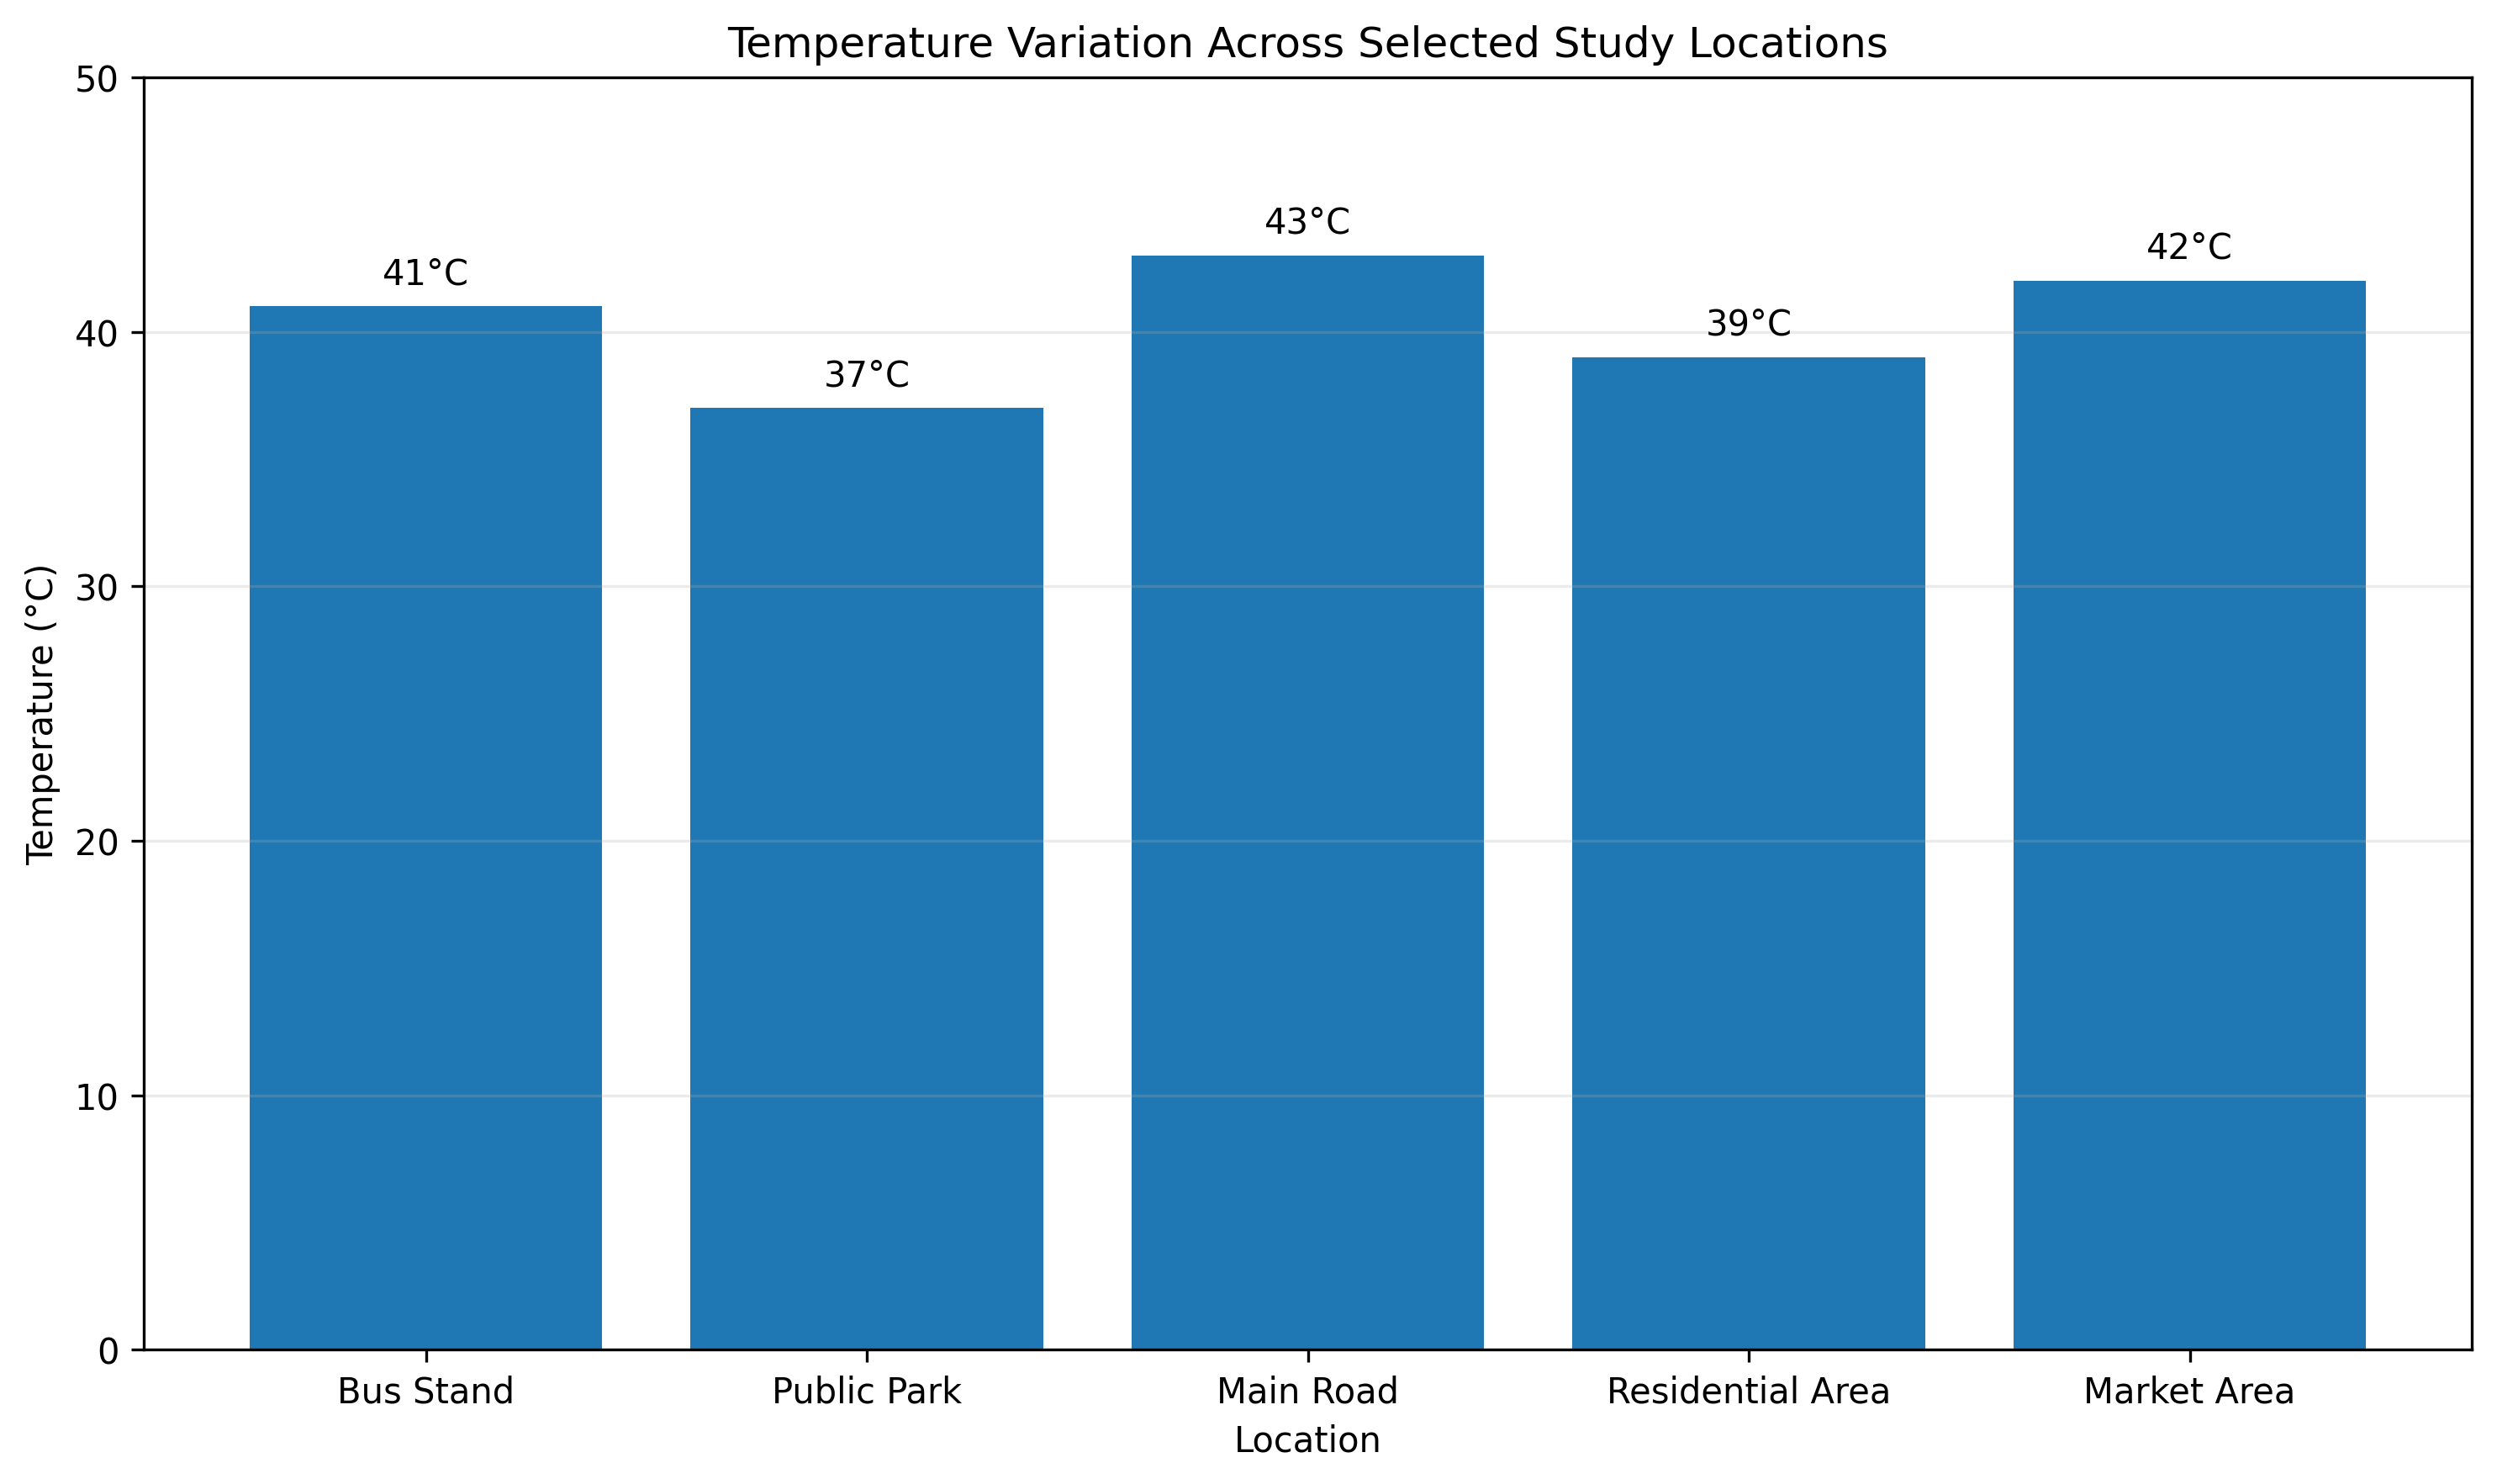 Temperature Variation Across Selected Study Locations
50
40
30
20
10
0
Temperature (°C)
41°C
37°C
43°C
39°C
42°C
Bus Stand
Public Park
Main Road
Residential Area
Market Area
Location